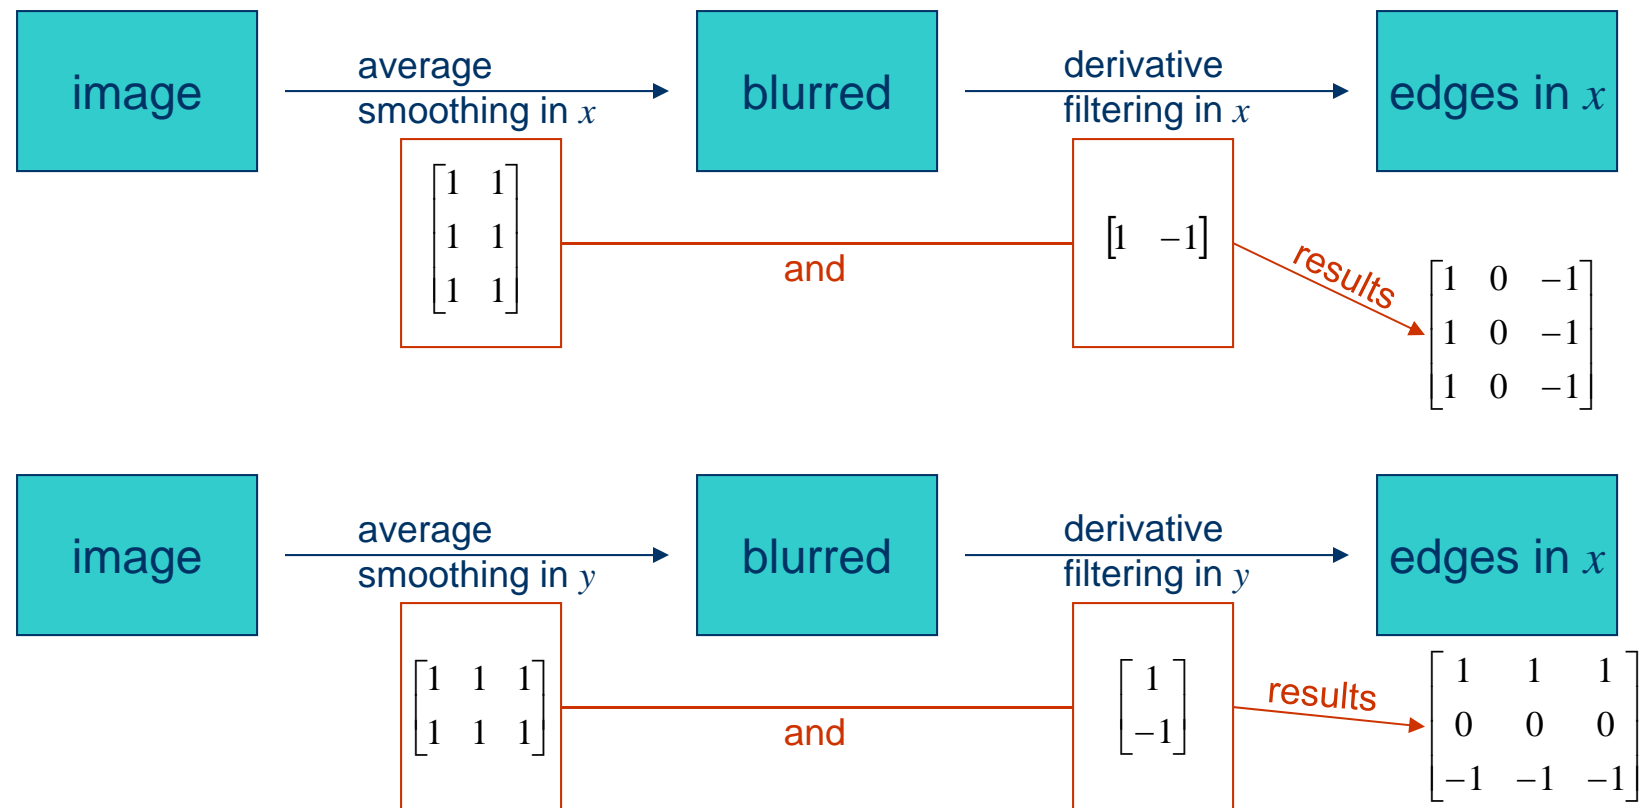 image
average
smoothing in x
blurred
derivative
filtering in x
edges in x
1 1
1 1
1 1
and
[1 −1]
results
1 0 −1
1 0 −1
1 0 −1
image
average
smoothing in y
blurred
derivative
filtering in y
edges in x
1 1 1
1 1 1
and
1
−1
results
1 1 1
0 0 0
−1 −1 −1